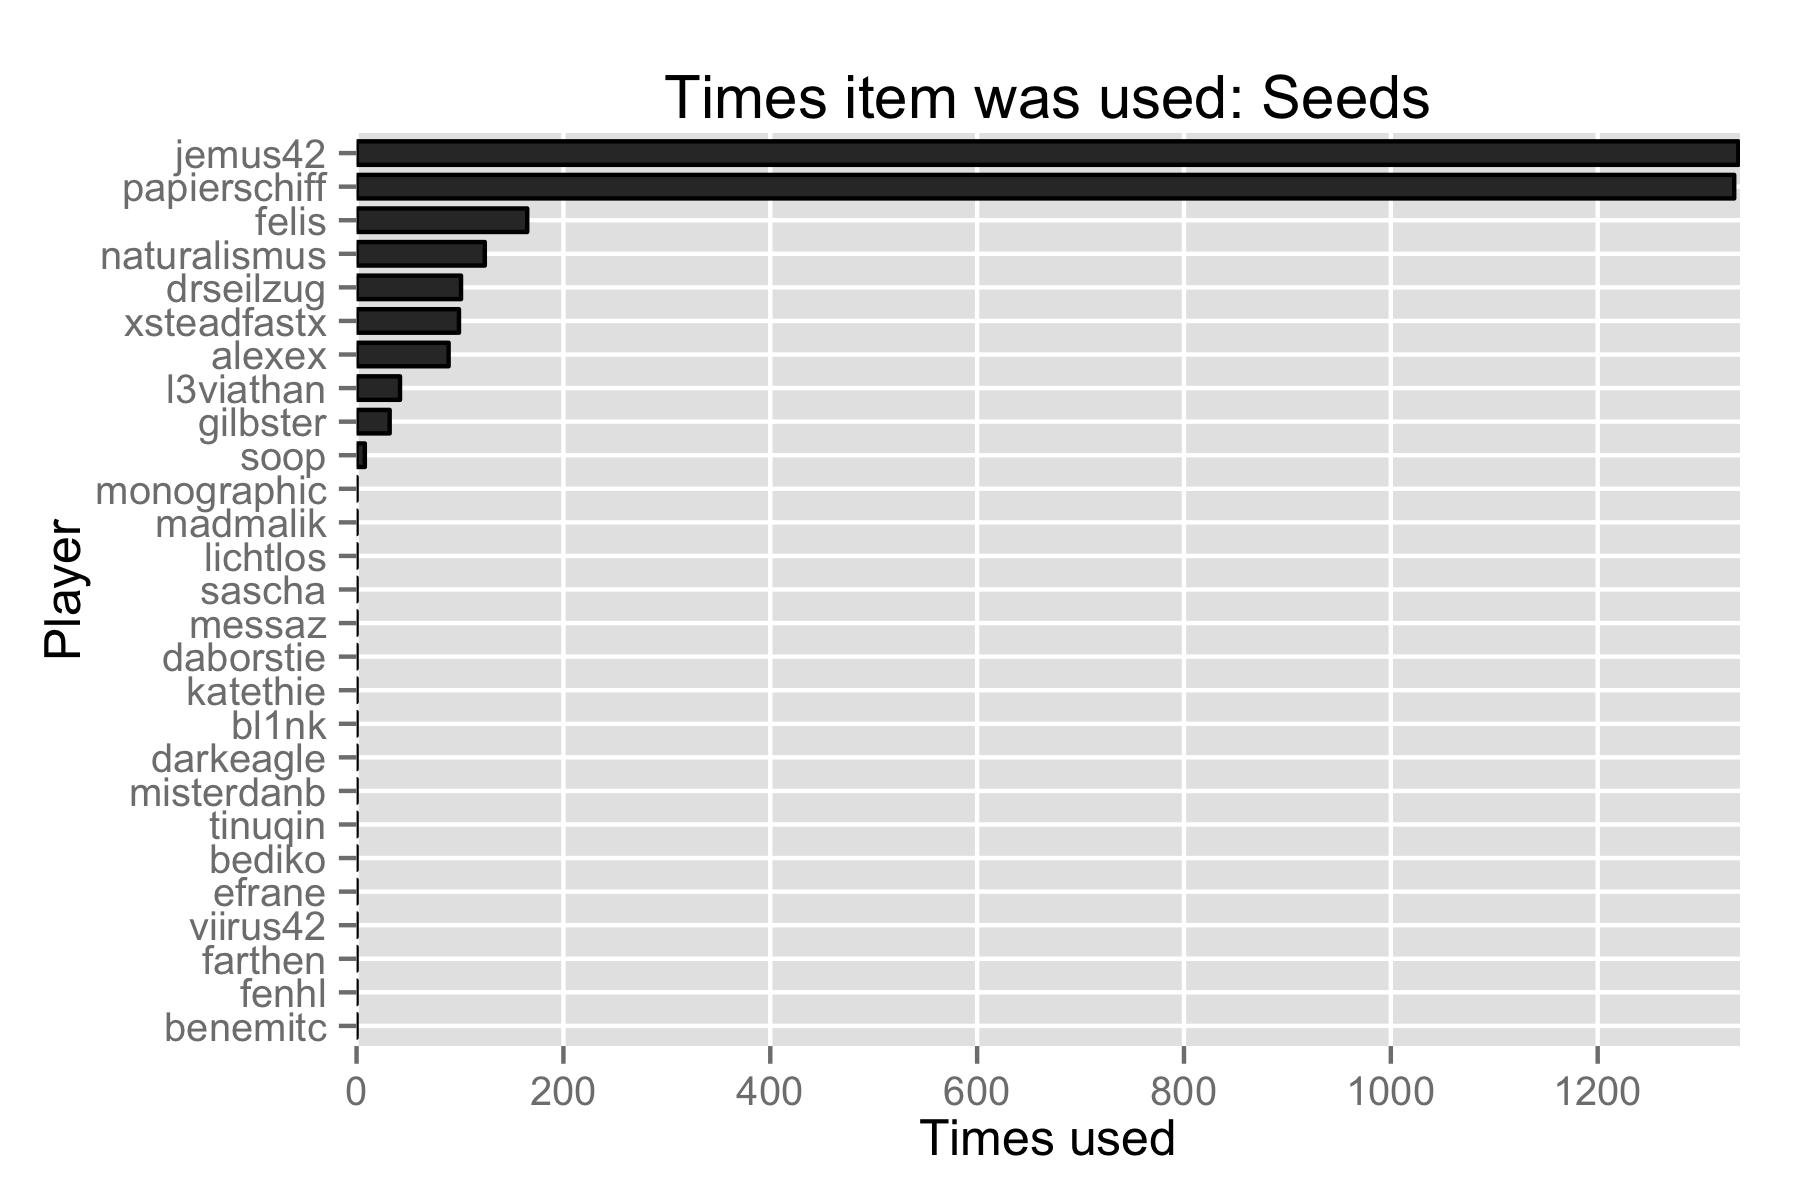 Times item was used: Seeds
jemus42
papierschiff
felis
naturalismus
drseilzug
xsteadfastx
alexex
l3viathan
gilbster
soop
monographic
madmalik
lichtlos
sascha
messaz
daborstie
katethie
bl1nk
darkeagle
misterdanb
tinuqin
bediko
efrane
viirus42
farthen
fenhl
benemitc
Player
0 200 400 600 800 1000 1200
Times used